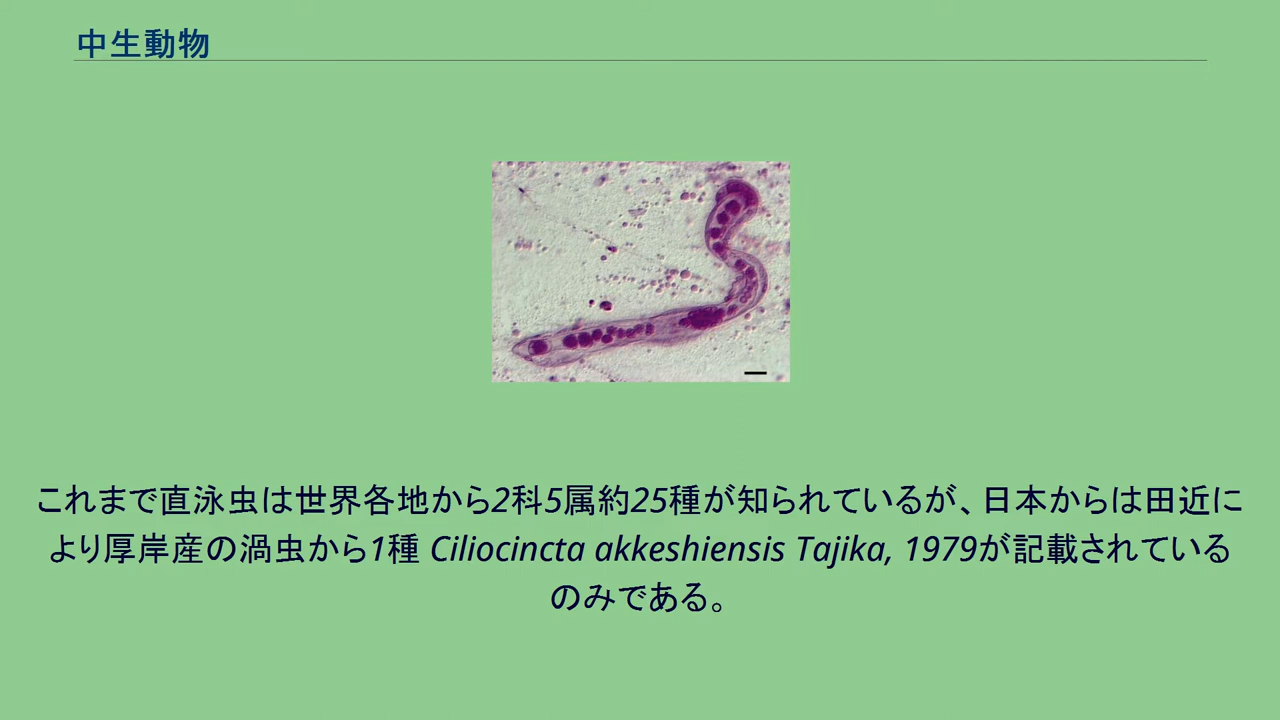 中生動物
これまで直泳虫は世界各地から2科5属約25種が知られているが、日本からは田近に
より厚岸産の渦虫から1種 Ciliocincta akkeshiensis Tajika, 1979が記載されている
のみである。